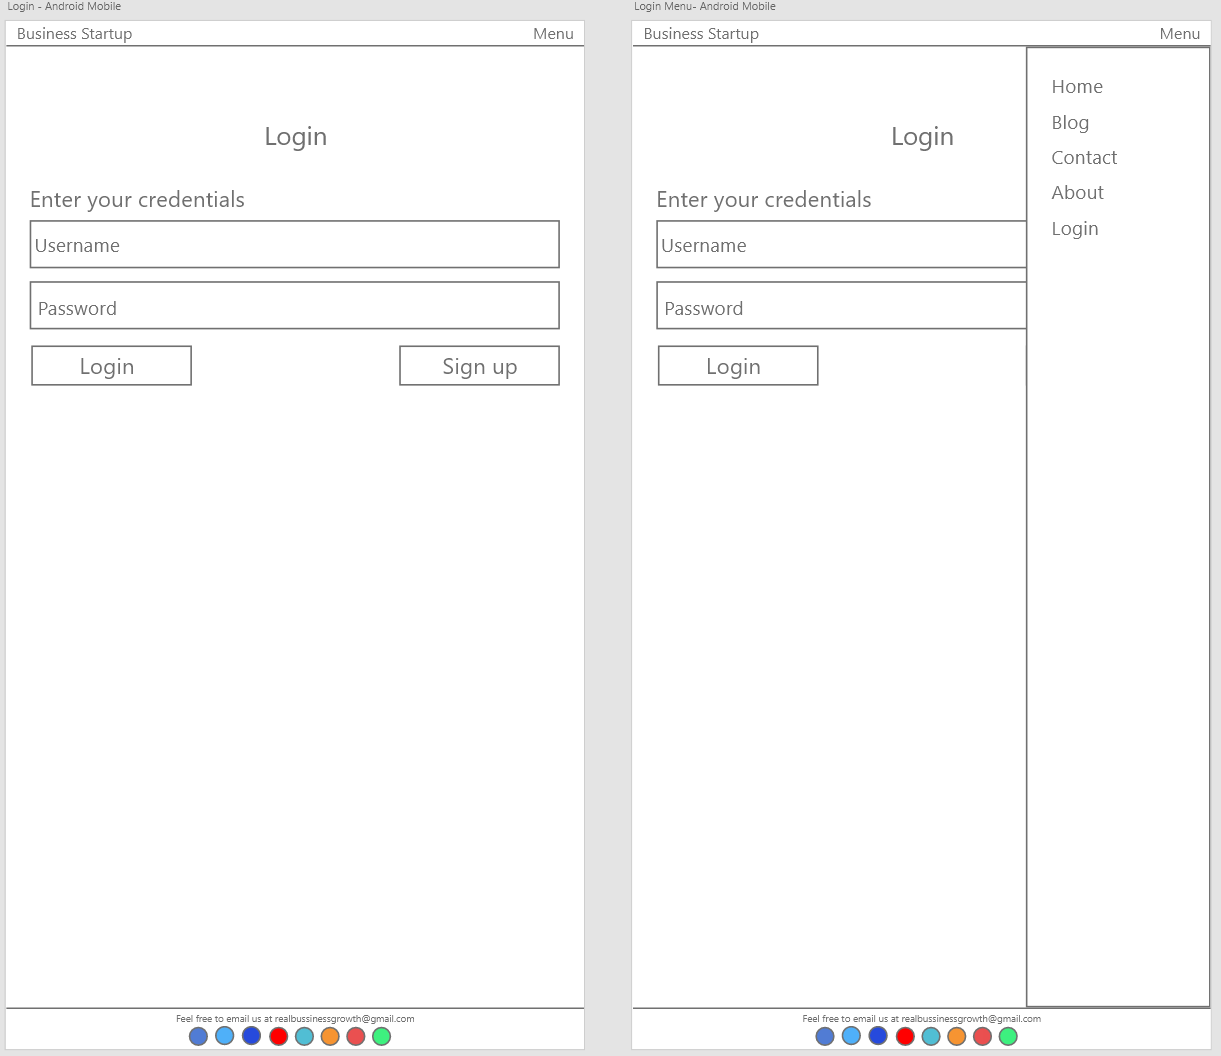 Login - Android Mobile
Business Startup
Menu
Login
Enter your credentials
Username
Password
Login
Sign up
Feel free to email us at realbussinessgrowth@gmail.com
Login Menu- Android Mobile
Business Startup
Menu
Login
Enter your credentials
Username
Password
Login
Home
Blog
Contact
About
Login
Feel free to email us at realbussinessgrowth@gmail.com